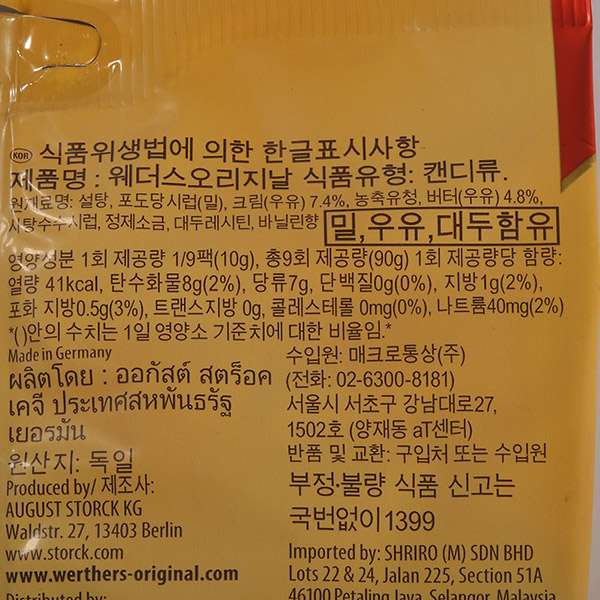 KOR 식품위생법에 의한 한글표시사항
제품명 : 웨더스오리지날 식품유형: 캔디류.
원재료명: 설탕, 포도당시럽(밀), 크림(우유) 7.4%, 농축유청, 버터(우유) 4.8%,
사탕수수시럽, 정제소금, 대두레시틴, 바닐린향 밀,우유,대두함유
영양성분 1회 제공량 1/9팩(10g), 총9회 제공량(90g) 1회 제공량당 함량:
열량 41kcal, 탄수화물8g(2%), 당류7g, 단백질0g(0%), 지방1g(2%),
포화 지방0.5g(3%), 트랜스지방 0g, 콜레스테롤 0mg(0%), 나트륨40mg(2%)
*( )안의 수치는 1일 영양소 기준치에 대한 비율임.*
Made in Germany
ผลิตโดย : ออกัสต์ สตร็อค
เคจี ประเทศสหพันธรัฐ
เยอรมัน
원산지: 독일
Produced by/ 제조사:
AUGUST STORCK KG
Waldstr. 27, 13403 Berlin
www.storck.com
www.werthers-original.com
Distributed by:
수입원: 매크로통상(주)
(전화: 02-6300-8181)
서울시 서초구 강남대로27,
1502호 (양재동 aT센터)
반품 및 교환: 구입처 또는 수입원
부정·불량 식품 신고는
국번없이1399
Imported by: SHRIRO (M) SDN BHD
Lots 22 & 24, Jalan 225, Section 51A
46100 Petaling Jaya, Selangor, Malaysia